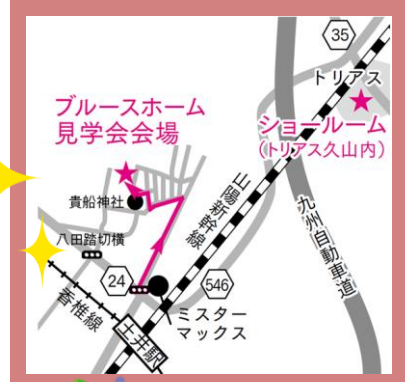 35
トリアス
ブルースホーム
見学会会場
ショールーム
(トリアス久山内)
貴船神社
山陽新幹線
八田踏切横
九州自動車道
24
546
香椎線
ミスター
マックス
土井駅